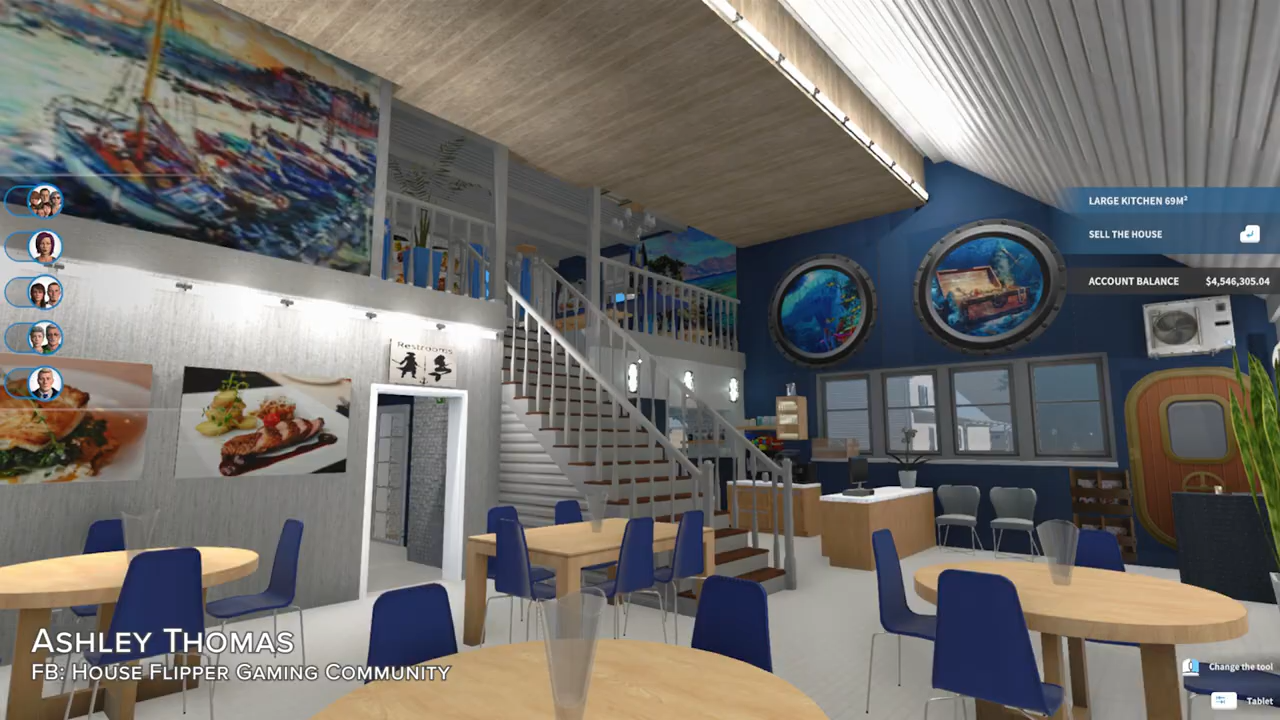 LARGE KITCHEN 69M²
SELL THE HOUSE
ACCOUNT BALANCE $4,546,305.04
Restrooms
ASHLEY THOMAS
FB: HOUSE FLIPPER GAMING COMMUNITY
Change the tool
Tablet